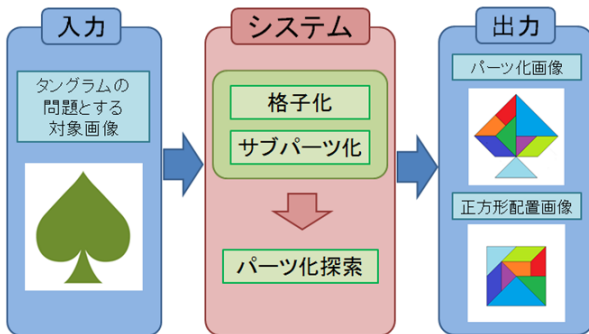 入力
タングラムの
問題とする
対象画像
システム
格子化
サブパーツ化
パーツ化探索
出力
パーツ化画像
正方形配置画像